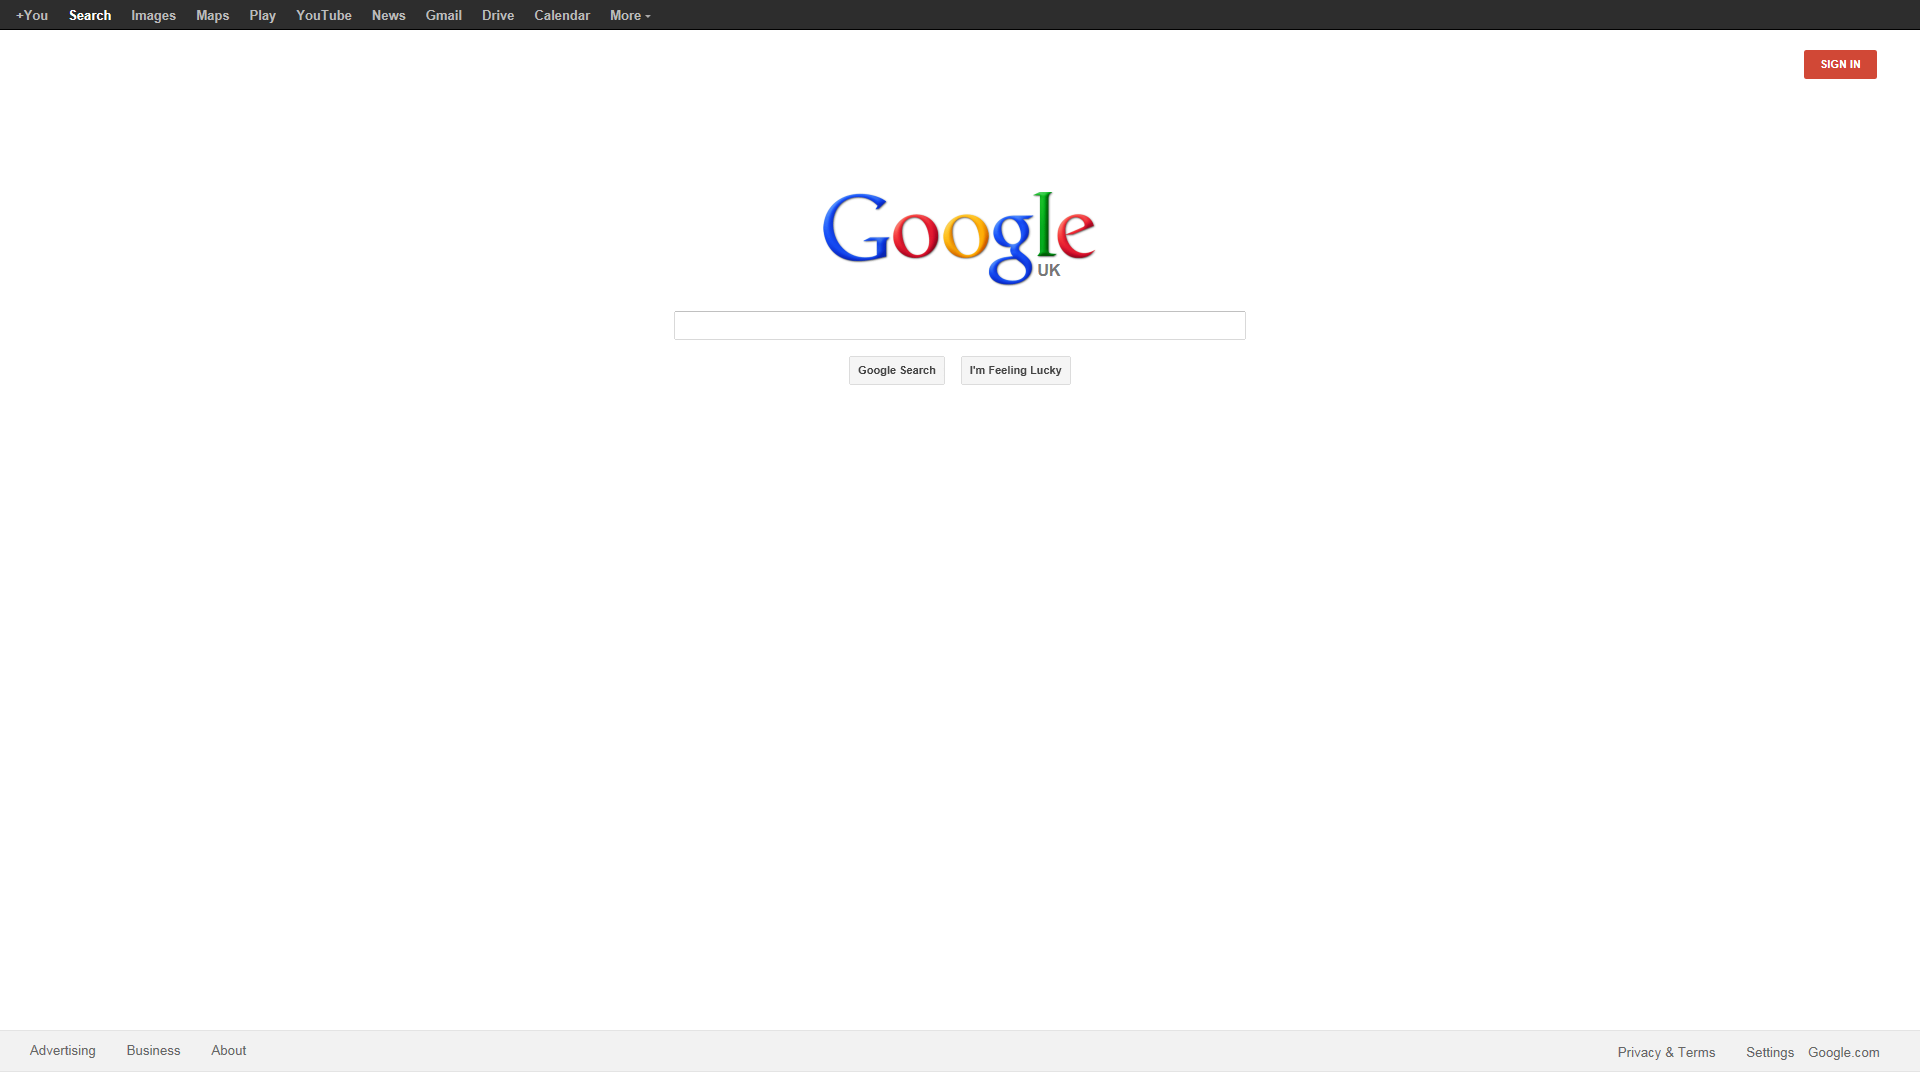 +You Search Images Maps Play YouTube News Gmail Drive Calendar More
SIGN IN
Google
UK
Google Search I'm Feeling Lucky
Advertising Business About Privacy & Terms Settings Google.com